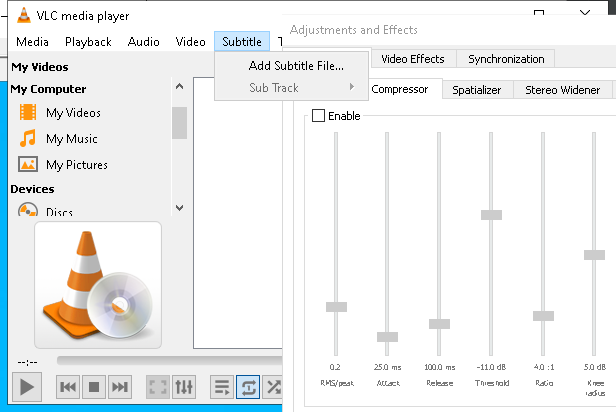 VLC media player
Adjustments and Effects
Media Playback Audio Video Subtitle
Add Subtitle File...
Sub Track
Video Effects Synchronization
Compressor Spatializer Stereo Widener
Enable
My Videos
My Computer
My Videos
My Music
My Pictures
Devices
Discs
--:--
0.2 25.0 ms 100.0 ms -11.0 dB 4.0 :1 5.0 dB
RMS/peak Attack Release Threshold Ratio Knee radius